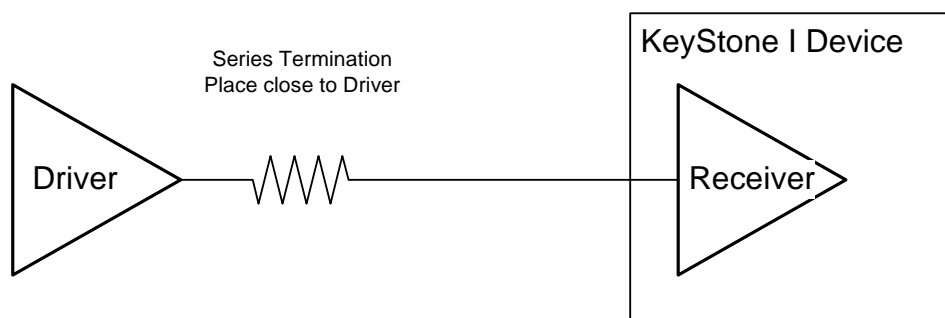 KeyStone I Device
Series Termination
Place close to Driver
Driver
Receiver